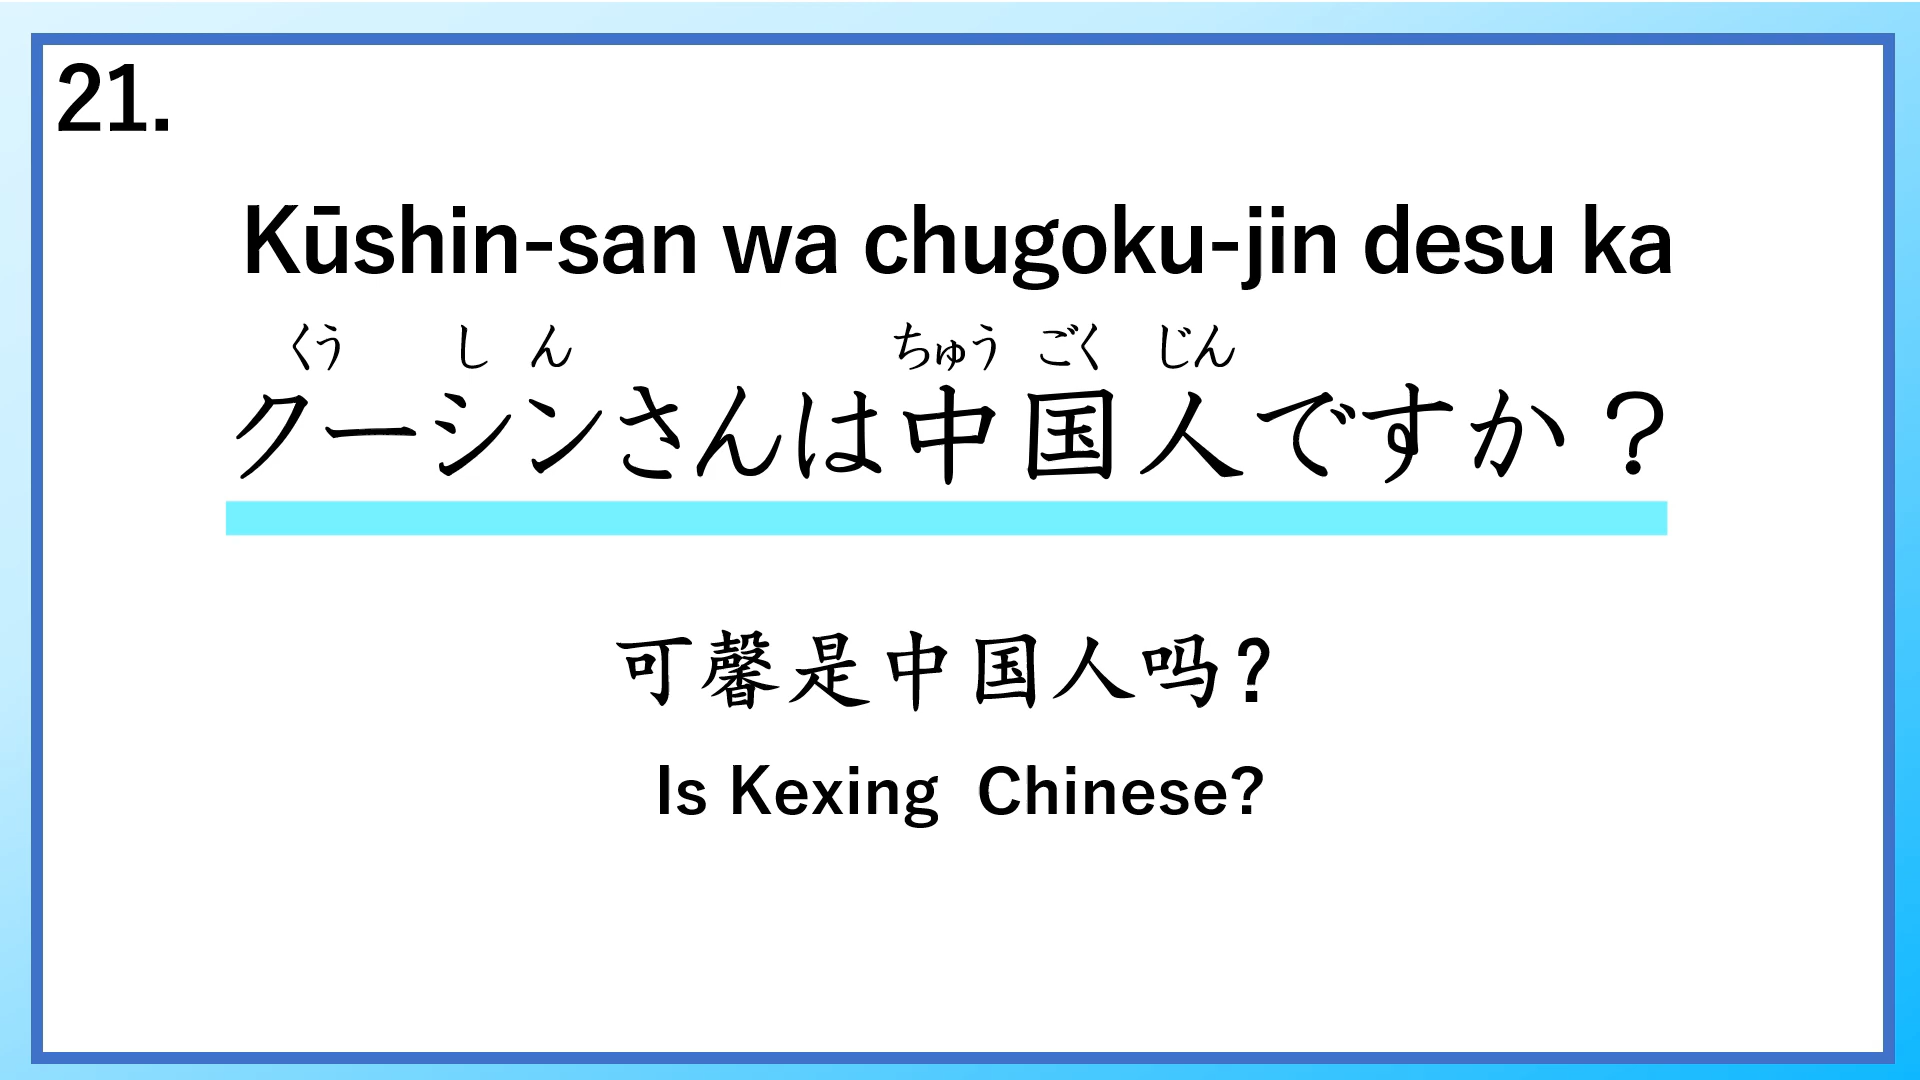 21.
Kūshin-san wa chugoku-jin desu ka
くう し ん ちゅう ごく じん
クーシンさんは中国人ですか？
可馨是中国人吗?
Is Kexing  Chinese?